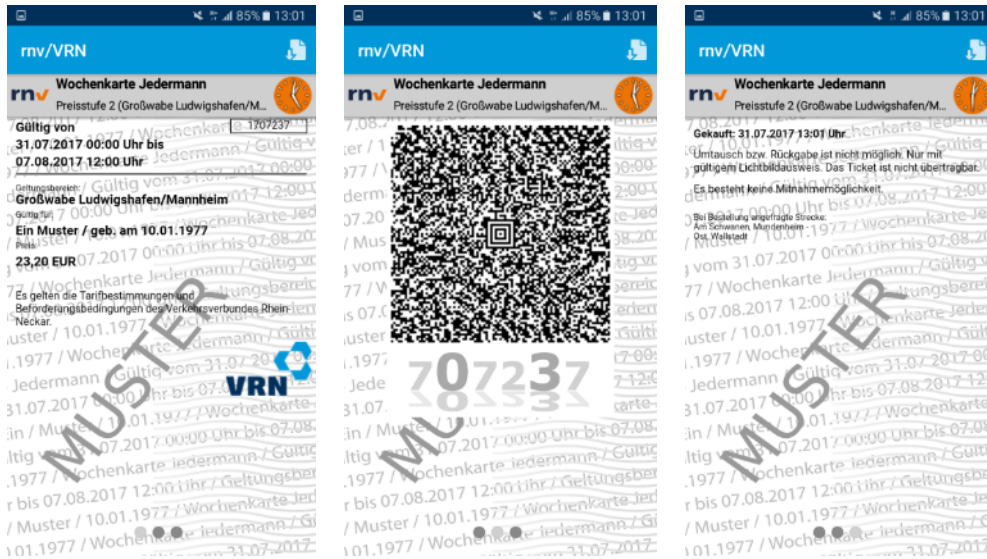 85% 13:01
rnv/VRN
rnv
Wochenkarte Jedermann
Preisstufe 2 (Großwabe Ludwigshafen/M...
Gültig von
1707237
31.07.2017 00:00 Uhr bis
07.08.2017 12:00 Uhr
Geltungsbereich:
Großwabe Ludwigshafen/Mannheim
Gültig für:
Ein Muster / geb. am 10.01.1977
Preis:
23,20 EUR
Es gelten die Tarifbestimmungen und
Beförderungsbedingungen des Verkehrsverbundes Rhein-
Neckar.
MUSTER
VRN
85% 13:01
rnv/VRN
rnv
Wochenkarte Jedermann
Preisstufe 2 (Großwabe Ludwigshafen/M...
707237
85% 13:01
rnv/VRN
rnv
Wochenkarte Jedermann
Preisstufe 2 (Großwabe Ludwigshafen/M...
Gekauft: 31.07.2017 13:01 Uhr
Umtausch bzw. Rückgabe ist nicht möglich. Nur mit
gültigem Lichtbildausweis. Das Ticket ist nicht übertragbar.
Es besteht keine Mitnahmemöglichkeit.
Bei Bestellung angefragte Strecke:
Am Schwanen, Mundenheim -
Ost, Wallstadt
MUSTER